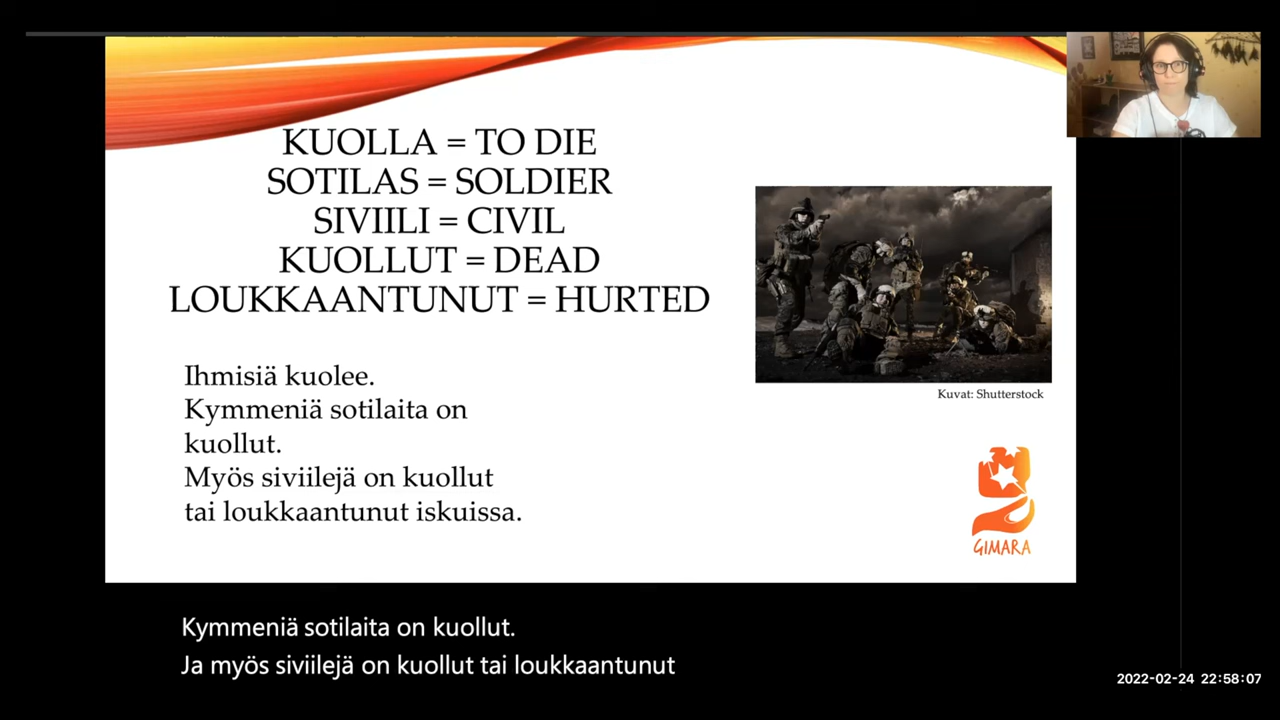 KUOLLA = TO DIE
SOTILAS = SOLDIER
SIVIILI = CIVIL
KUOLLUT = DEAD
LOUKKAANTUNUT = HURTED
Ihmisiä kuolee.
Kymmeniä sotilaita on
kuollut.
Myös siviilejä on kuollut
tai loukkaantunut iskuissa.
Kuvat: Shutterstock
GIMARA
Kymmeniä sotilaita on kuollut.
Ja myös siviilejä on kuollut tai loukkaantunut
2022-02-24 22:58:07